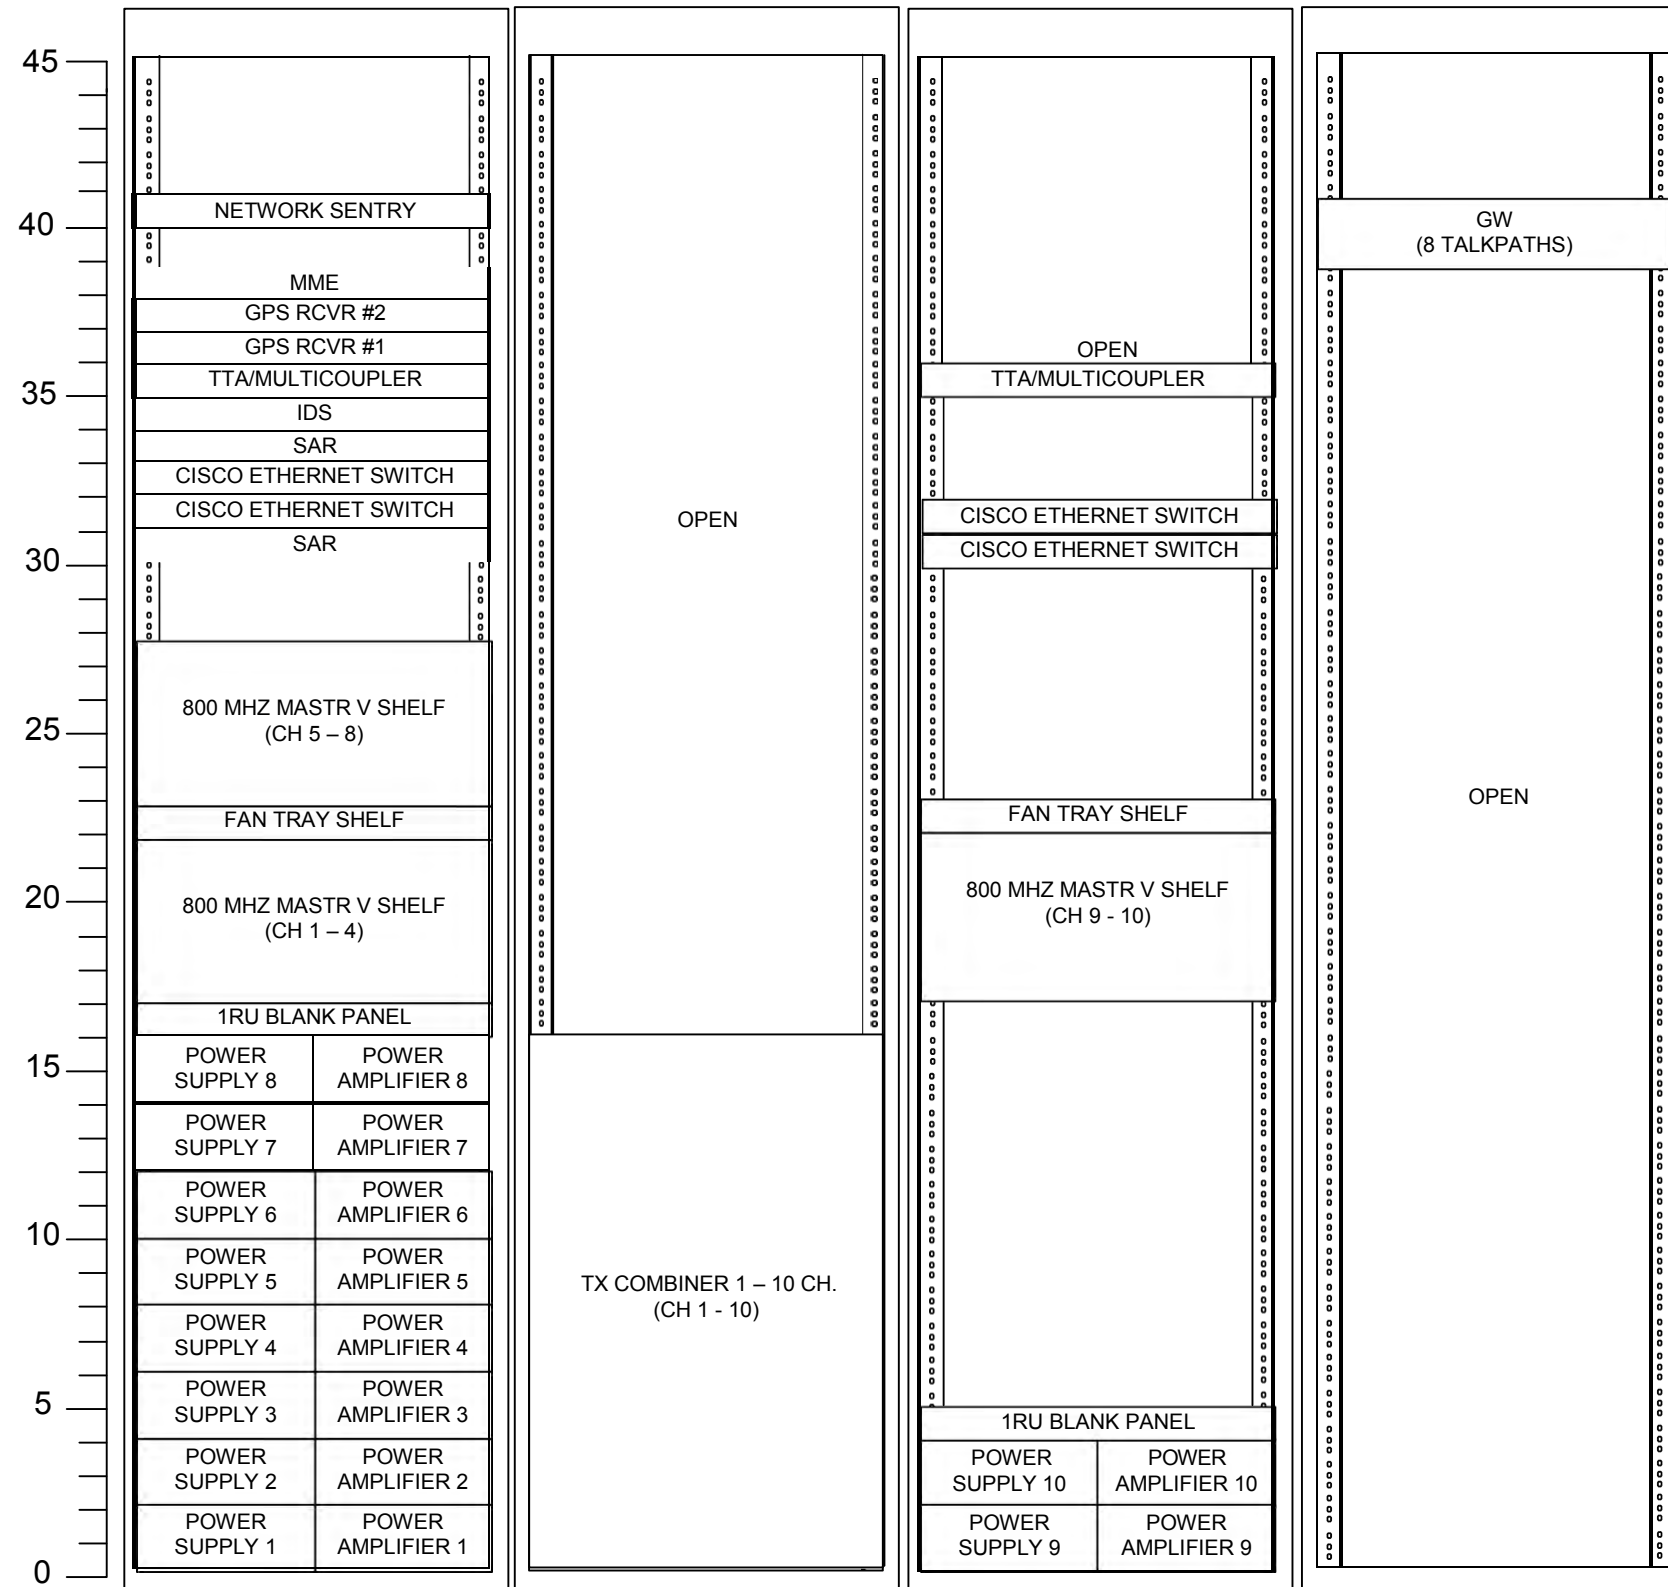 45
40
35
30
25
20
15
10
5
0
NETWORK SENTRY
MME
GPS RCVR #2
GPS RCVR #1
TTA/MULTICOUPLER
IDS
SAR
CISCO ETHERNET SWITCH
CISCO ETHERNET SWITCH
SAR
800 MHZ MASTR V SHELF
(CH 5 – 8)
FAN TRAY SHELF
800 MHZ MASTR V SHELF
(CH 1 – 4)
1RU BLANK PANEL
POWER
SUPPLY 8
POWER
AMPLIFIER 8
POWER
SUPPLY 7
POWER
AMPLIFIER 7
POWER
SUPPLY 6
POWER
AMPLIFIER 6
POWER
SUPPLY 5
POWER
AMPLIFIER 5
POWER
SUPPLY 4
POWER
AMPLIFIER 4
POWER
SUPPLY 3
POWER
AMPLIFIER 3
POWER
SUPPLY 2
POWER
AMPLIFIER 2
POWER
SUPPLY 1
POWER
AMPLIFIER 1
OPEN
TX COMBINER 1 – 10 CH.
(CH 1 - 10)
OPEN
TTA/MULTICOUPLER
CISCO ETHERNET SWITCH
CISCO ETHERNET SWITCH
FAN TRAY SHELF
800 MHZ MASTR V SHELF
(CH 9 - 10)
1RU BLANK PANEL
POWER
SUPPLY 10
POWER
AMPLIFIER 10
POWER
SUPPLY 9
POWER
AMPLIFIER 9
GW
(8 TALKPATHS)
OPEN